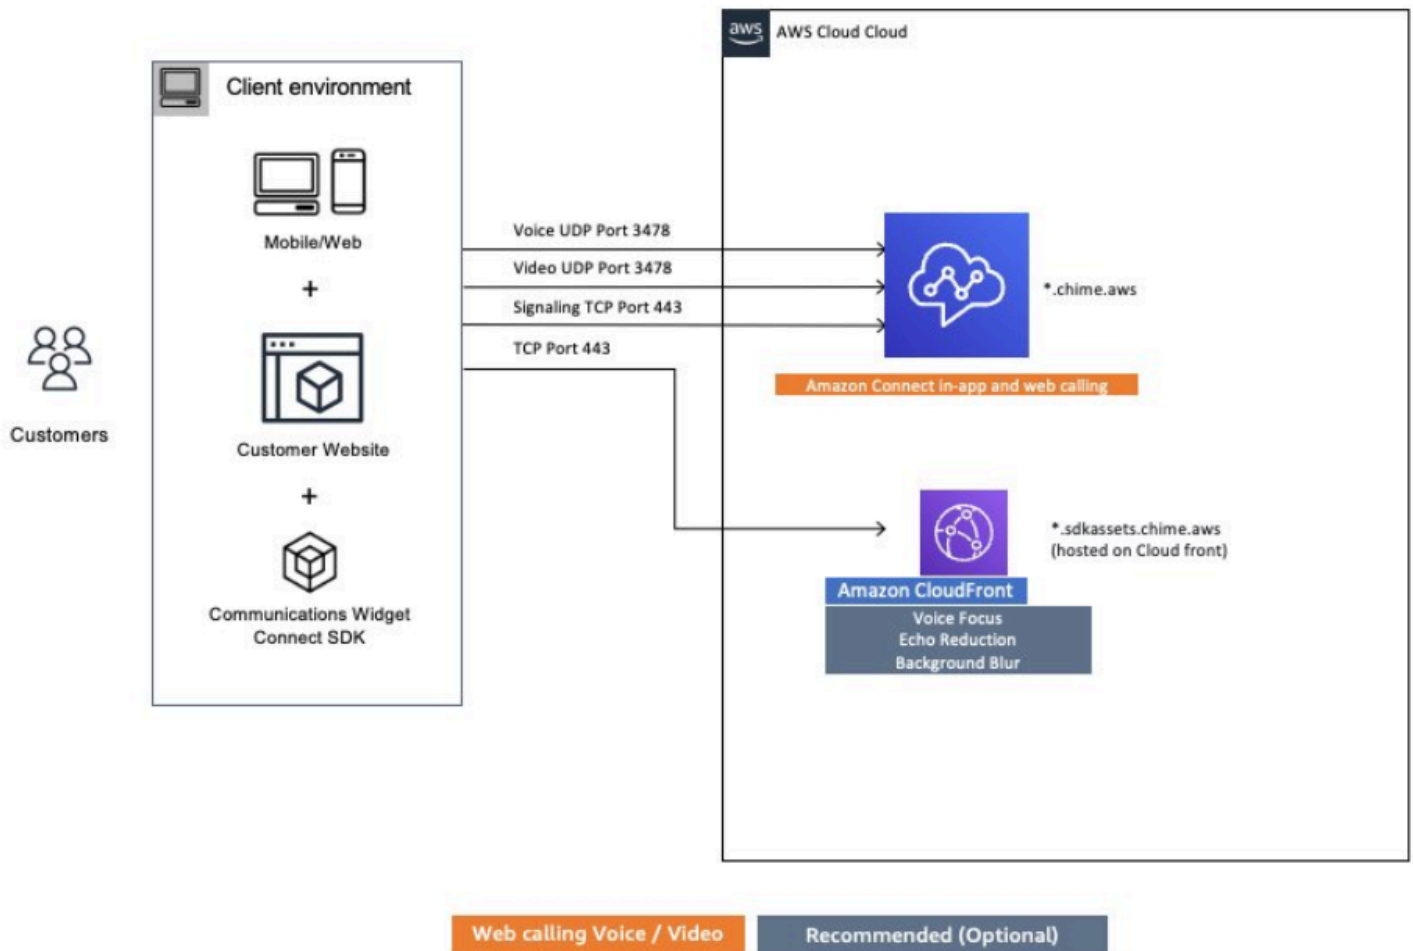 aws
AWS Cloud Cloud
Client environment
Mobile/Web
+
Customer Website
+
Communications Widget
Connect SDK
Customers
Voice UDP Port 3478
Video UDP Port 3478
Signaling TCP Port 443
TCP Port 443
*.chime.aws
Amazon Connect in-app and web calling
*.sdkassets.chime.aws
(hosted on Cloud front)
Amazon CloudFront
Voice Focus
Echo Reduction
Background Blur
Web calling Voice / Video
Recommended (Optional)